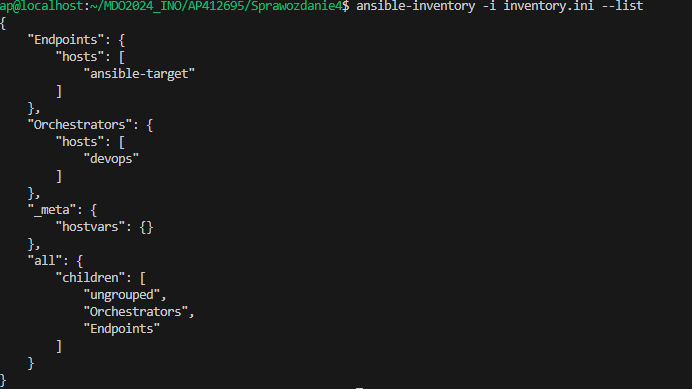 ap@localhost:~/MDO2024_INO/AP412695/Sprawozdanie4$ ansible-inventory -i inventory.ini --list
{
    "Endpoints": {
        "hosts": [
            "ansible-target"
        ]
    },
    "Orchestrators": {
        "hosts": [
            "devops"
        ]
    },
    "_meta": {
        "hostvars": {}
    },
    "all": {
        "children": [
            "ungrouped",
            "Orchestrators",
            "Endpoints"
        ]
    }
}